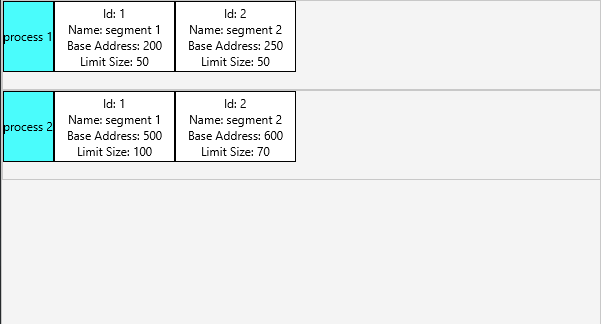 process 1
Id: 1
Name: segment 1
Base Address: 200
Limit Size: 50
Id: 2
Name: segment 2
Base Address: 250
Limit Size: 50
process 2
Id: 1
Name: segment 1
Base Address: 500
Limit Size: 100
Id: 2
Name: segment 2
Base Address: 600
Limit Size: 70